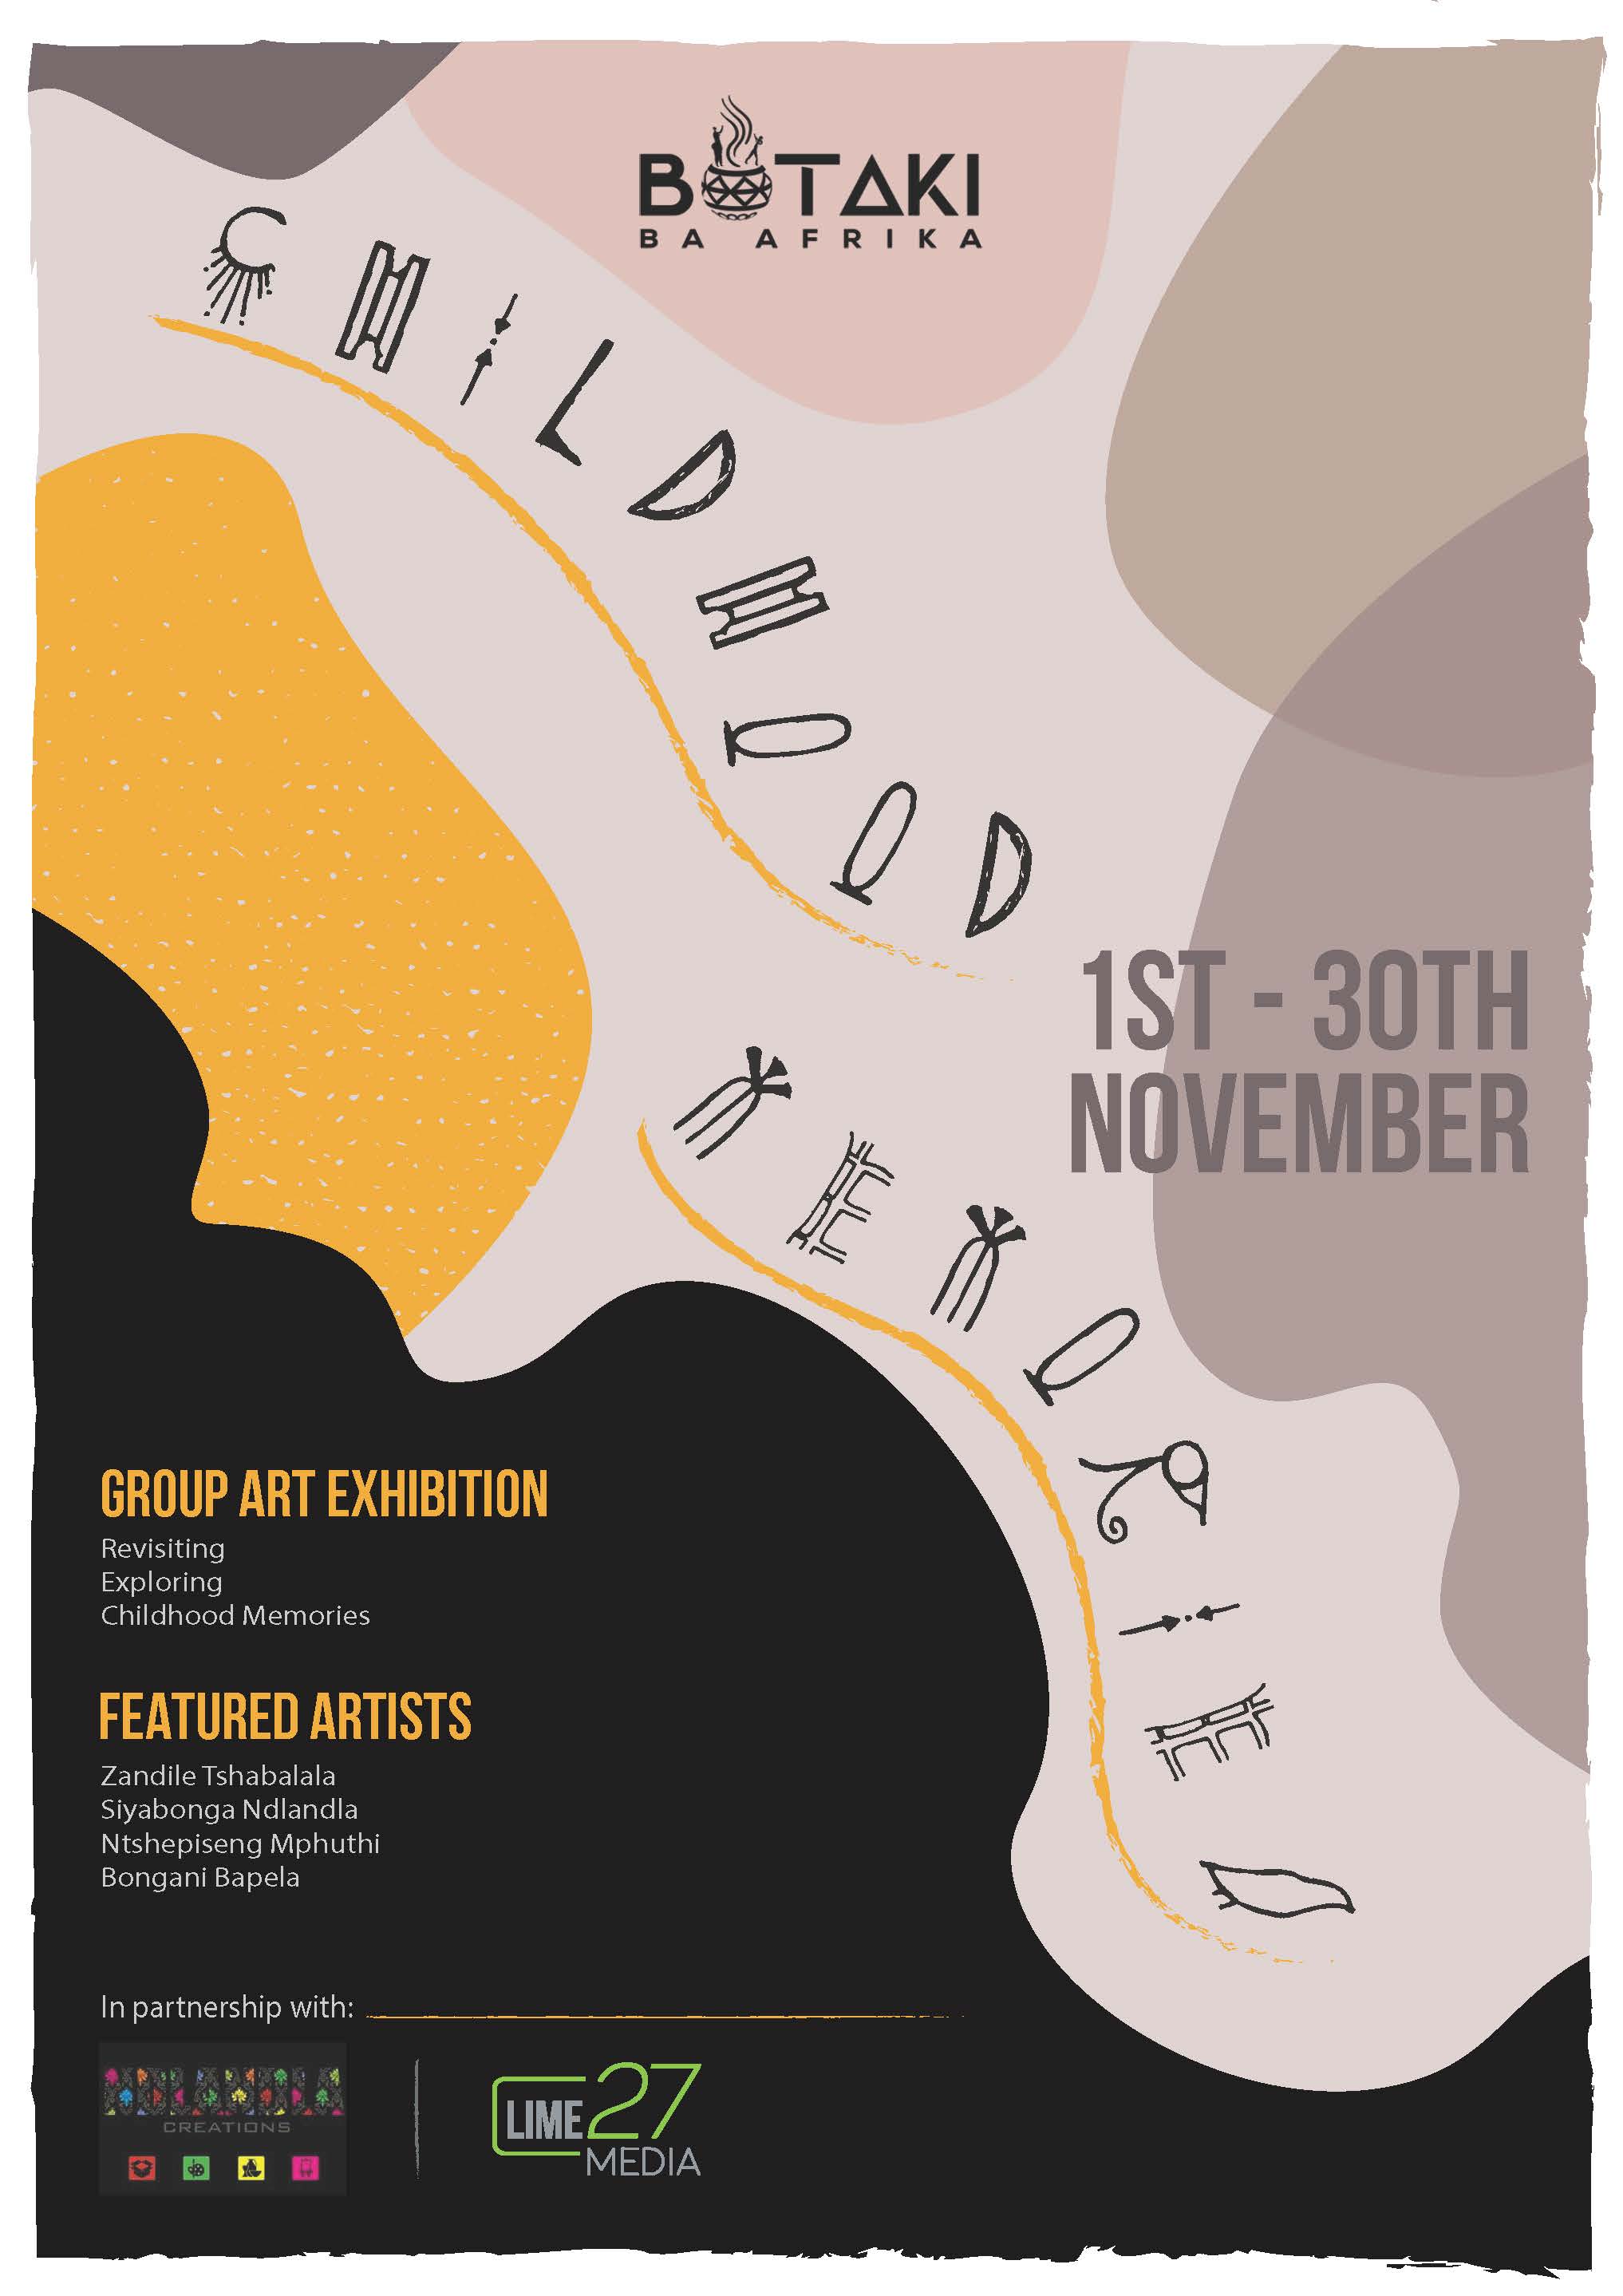 BOTAKI
BA AFRIKA
CHILDHOOD
MEMORIES
1ST - 30TH
NOVEMBER
GROUP ART EXHIBITION
Revisiting
Exploring
Childhood Memories
FEATURED ARTISTS
Zandile Tshabalala
Siyabonga Ndlandla
Ntshepiseng Mphuthi
Bongani Bapela
In partnership with:
NDLANDLA
CREATIONS
LIME27
MEDIA